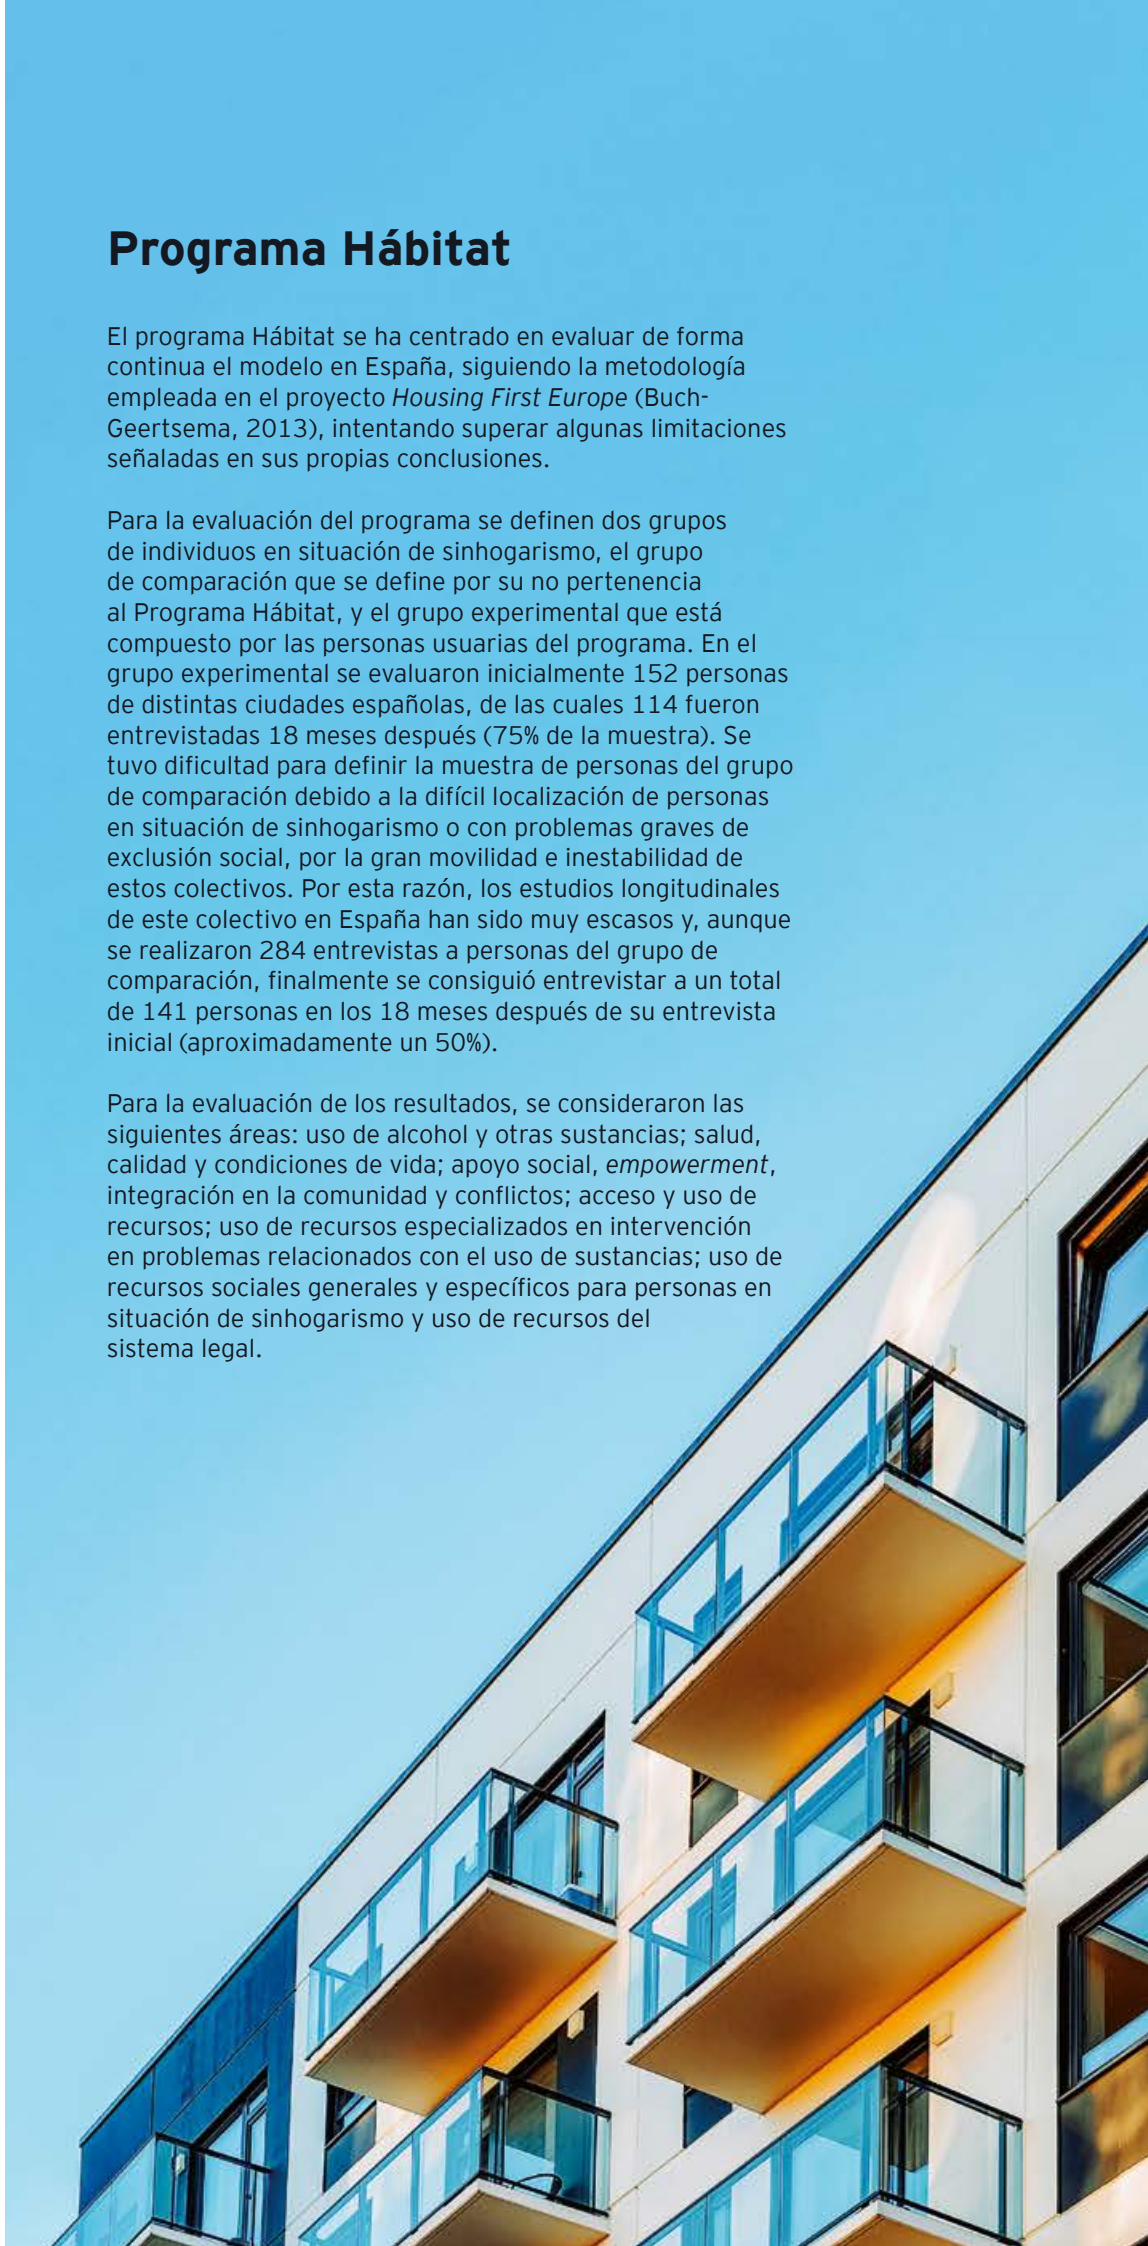 Programa Hábitat
El programa Hábitat se ha centrado en evaluar de forma
continua el modelo en España, siguiendo la metodología
empleada en el proyecto Housing First Europe (Buch-
Geertsema, 2013), intentando superar algunas limitaciones
señaladas en sus propias conclusiones.
Para la evaluación del programa se definen dos grupos
de individuos en situación de sinhogarismo, el grupo
de comparación que se define por su no pertenencia
al Programa Hábitat, y el grupo experimental que está
compuesto por las personas usuarias del programa. En el
grupo experimental se evaluaron inicialmente 152 personas
de distintas ciudades españolas, de las cuales 114 fueron
entrevistadas 18 meses después (75% de la muestra). Se
tuvo dificultad para definir la muestra de personas del grupo
de comparación debido a la difícil localización de personas
en situación de sinhogarismo o con problemas graves de
exclusión social, por la gran movilidad e inestabilidad de
estos colectivos. Por esta razón, los estudios longitudinales
de este colectivo en España han sido muy escasos y, aunque
se realizaron 284 entrevistas a personas del grupo de
comparación, finalmente se consiguió entrevistar a un total
de 141 personas en los 18 meses después de su entrevista
inicial (aproximadamente un 50%).
Para la evaluación de los resultados, se consideraron las
siguientes áreas: uso de alcohol y otras sustancias; salud,
calidad y condiciones de vida; apoyo social, empowerment,
integración en la comunidad y conflictos; acceso y uso de
recursos; uso de recursos especializados en intervención
en problemas relacionados con el uso de sustancias; uso de
recursos sociales generales y específicos para personas en
situación de sinhogarismo y uso de recursos del
sistema legal.